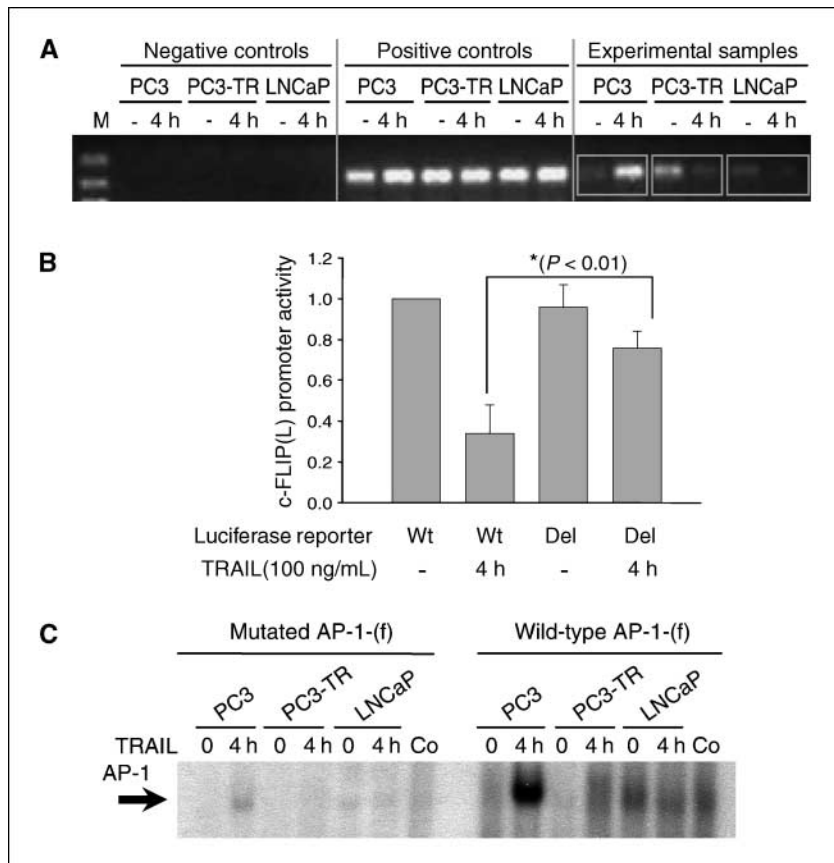 A
Negative controls Positive controls Experimental samples
PC3 PC3-TR LNCaP PC3 PC3-TR LNCaP PC3 PC3-TR LNCaP
M - 4 h - 4 h - 4 h - 4 h - 4 h - 4 h - 4 h - 4 h - 4 h
B
c-FLIP(L) promoter activity
1.2
1.0
0.8
0.6
0.4
0.2
0.0
*(P < 0.01)
Luciferase reporter Wt Wt Del Del
TRAIL(100 ng/mL) - 4 h - 4 h
C
Mutated AP-1-(f) Wild-type AP-1-(f)
PC3 PC3-TR LNCaP PC3 PC3-TR LNCaP
TRAIL 0 4 h 0 4 h 0 4 h Co 0 4 h 0 4 h 0 4 h Co
AP-1